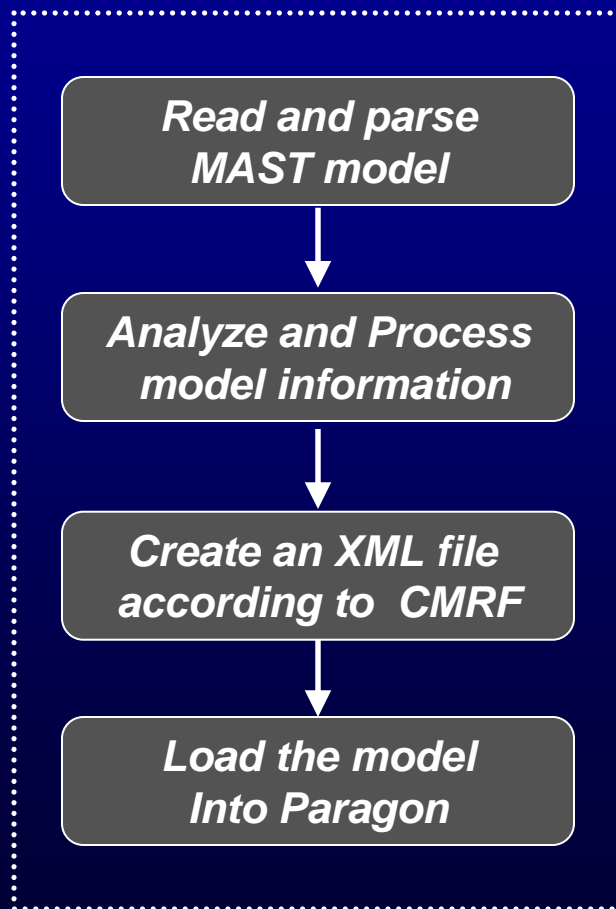 Read and parse
MAST model
Analyze and Process
model information
Create an XML file
according to  CMRF
Load the model
Into Paragon